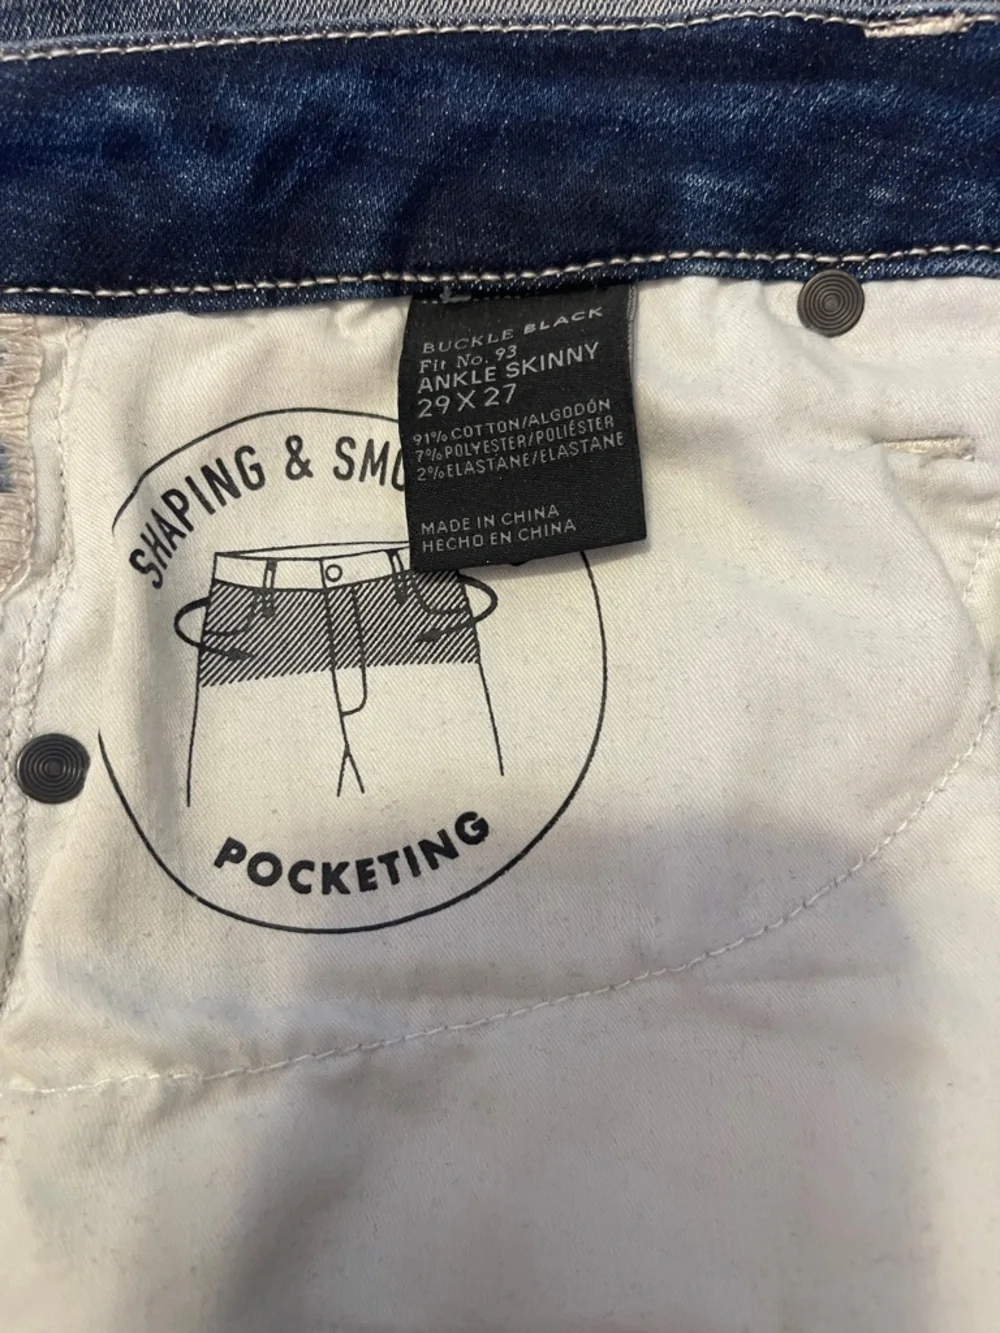 BUCKLE BLACK
Fit No. 93
ANKLE SKINNY
29 X 27
91% COTTON/ALGODÓN
7% POLYESTER/POLIÉSTER
2% ELASTANE/ELASTANE
MADE IN CHINA
HECHO EN CHINA
SHAPING & SMO
POCKETING